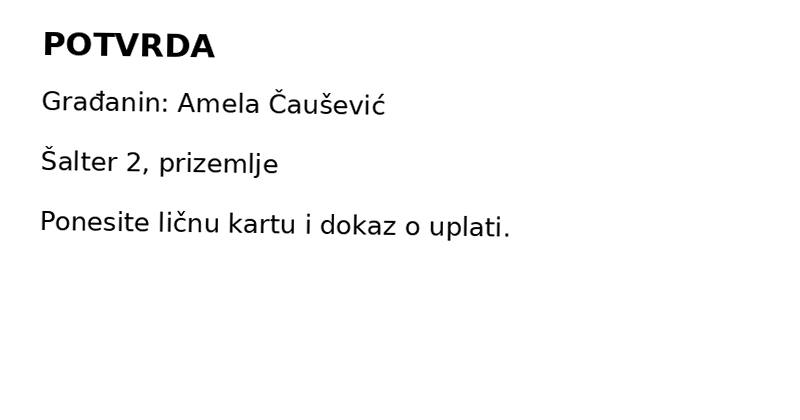 POTVRDA
Građanin: Amela Čaušević
Šalter 2, prizemlje
Ponesite ličnu kartu i dokaz o uplati.